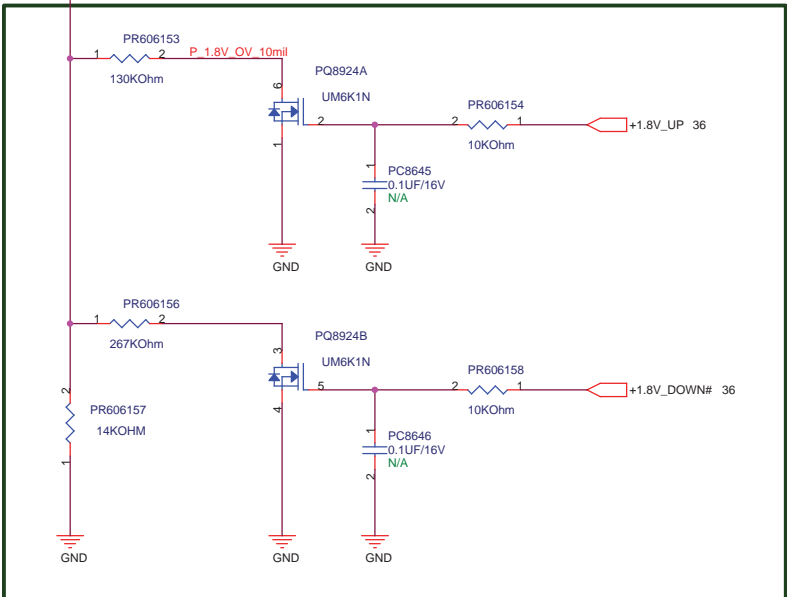 PR606153
1 2 P_1.8V_OV_10mil
130KOhm
PQ8924A
6
UM6K1N
2
1
PR606154
2 1
10KOhm
+1.8V_UP 36
1
PC8645
0.1UF/16V
N/A
2
GND
GND
PR606156
1 2
267KOhm
PQ8924B
3
UM6K1N
5
4
PR606158
2 1
10KOhm
+1.8V_DOWN# 36
2
PR606157
14KOHM
1
1
PC8646
0.1UF/16V
N/A
2
GND
GND
GND